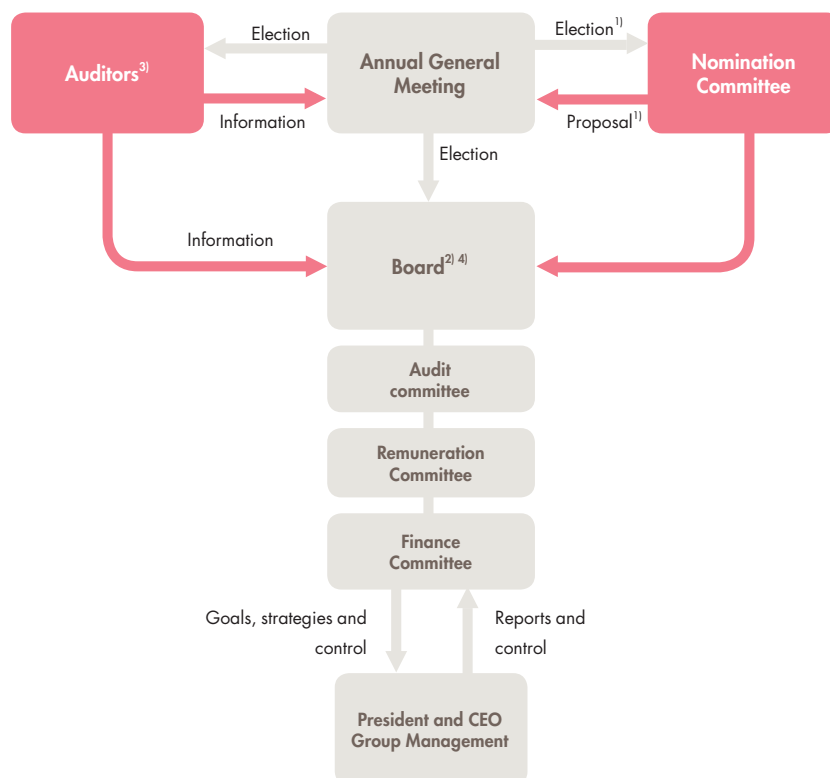 Election
Election1)
Auditors3)
Annual General
Meeting
Nomination
Committee
Information
Proposal1)
Election
Information
Board2) 4)
Audit
committee
Remuneration
Committee
Finance
Committee
Goals, strategies and
control
Reports and
control
President and CEO
Group Management